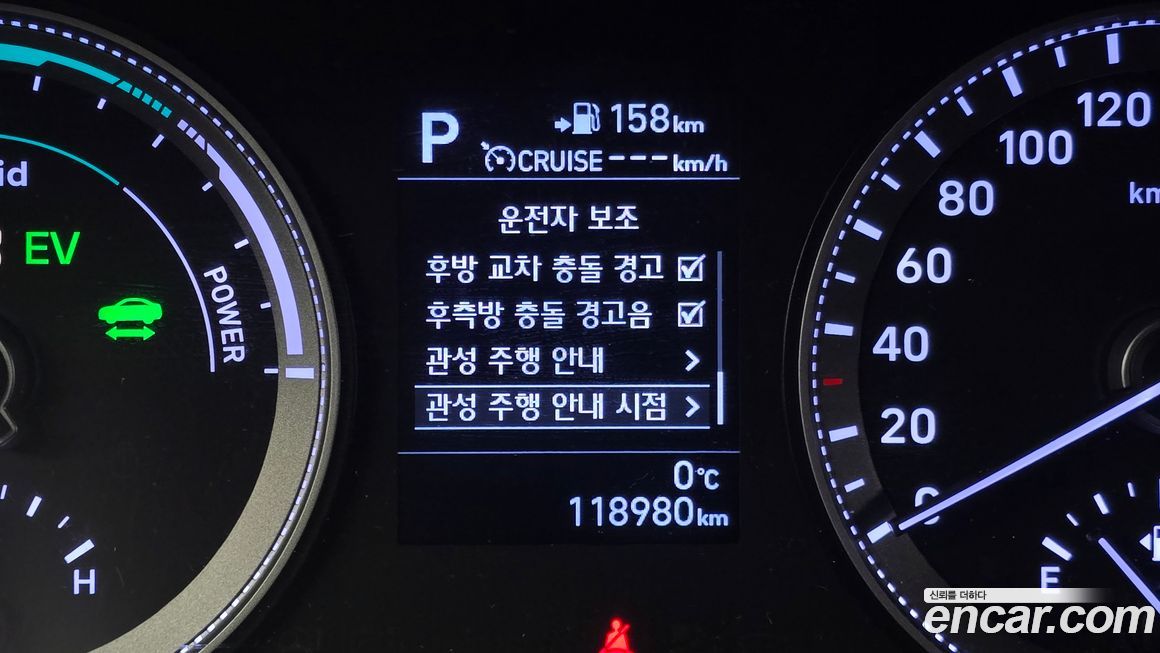 P
158km
CRUISE---km/h
운전자 보조
후방 교차 충돌 경고
후측방 충돌 경고음
관성 주행 안내
관성 주행 안내 시점
0°C
118980km
id
EV
POWER
H
120
100
km
80
60
40
20
0
E
신뢰를 더하다
encar.com